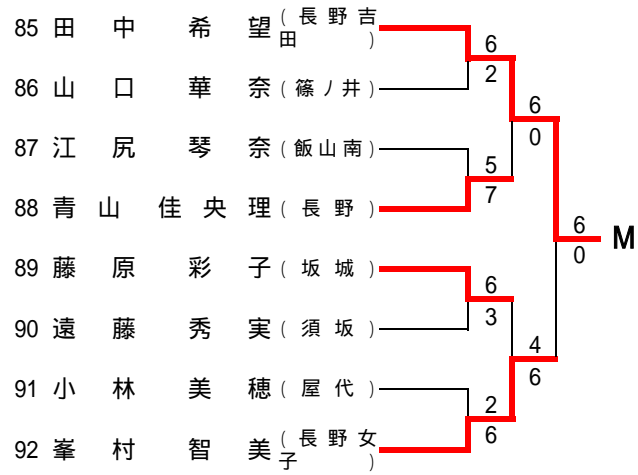 85 田中希望 (長野吉田)
6
2
86 山口華奈 (篠ノ井)
6
0
87 江尻琴奈 (飯山南)
5
7
88 青山佳央理 (長野)
6
0
M
89 藤原彩子 (坂城)
6
3
90 遠藤秀実 (須坂)
4
6
91 小林美穂 (屋代)
2
6
92 峯村智美 (長野女子)